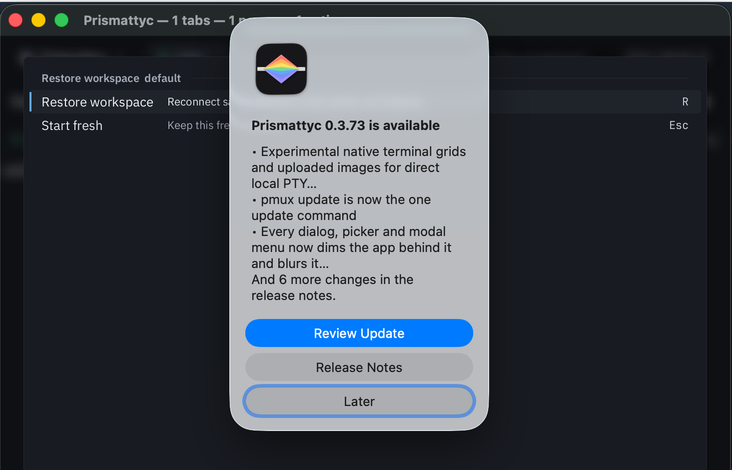 Prismattyc — 1 tabs — 1
Restore workspace default
Restore workspace Reconnect R
Start fresh Keep this Esc
Prismattyc 0.3.73 is available
• Experimental native terminal grids
and uploaded images for direct
local PTY...
• pmux update is now the one
update command
• Every dialog, picker and modal
menu now dims the app behind it
and blurs it...
And 6 more changes in the
release notes.
Review Update
Release Notes
Later